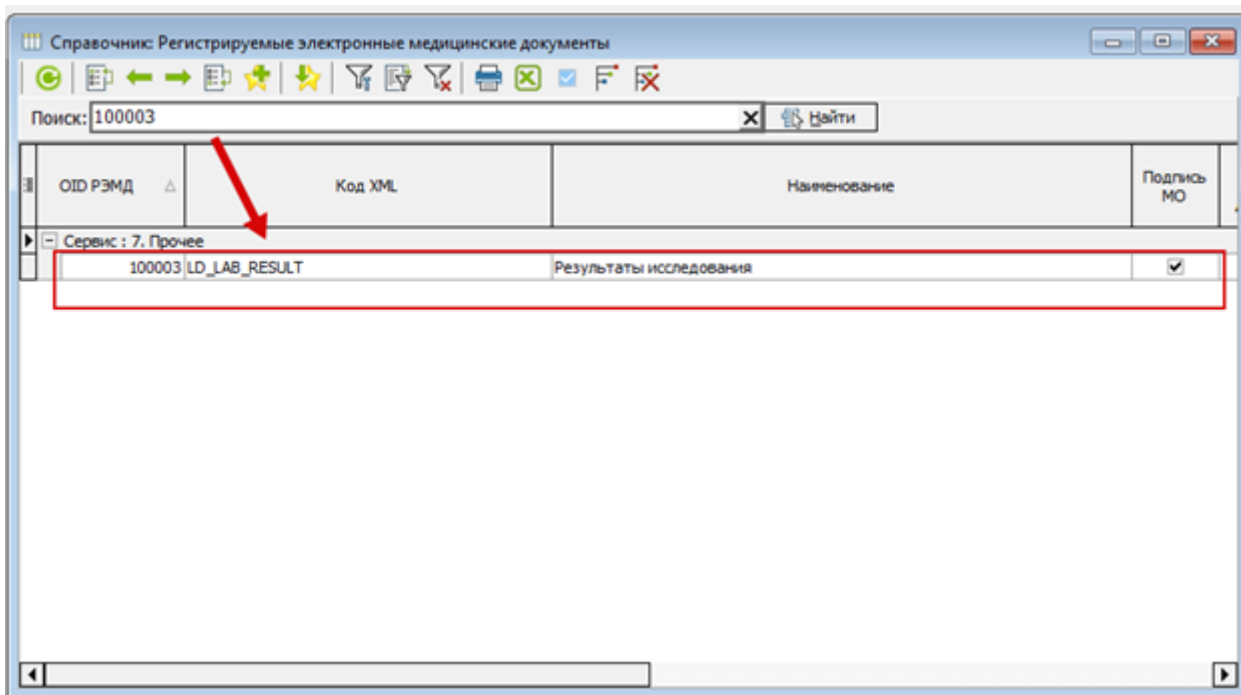 Справочник: Регистрируемые электронные медицинские документы
Поиск: 100003 Найти
OID РЭМД Код XML Наименование Подпись МО
Сервис : 7. Прочее
100003 LD_LAB_RESULT Результаты исследования